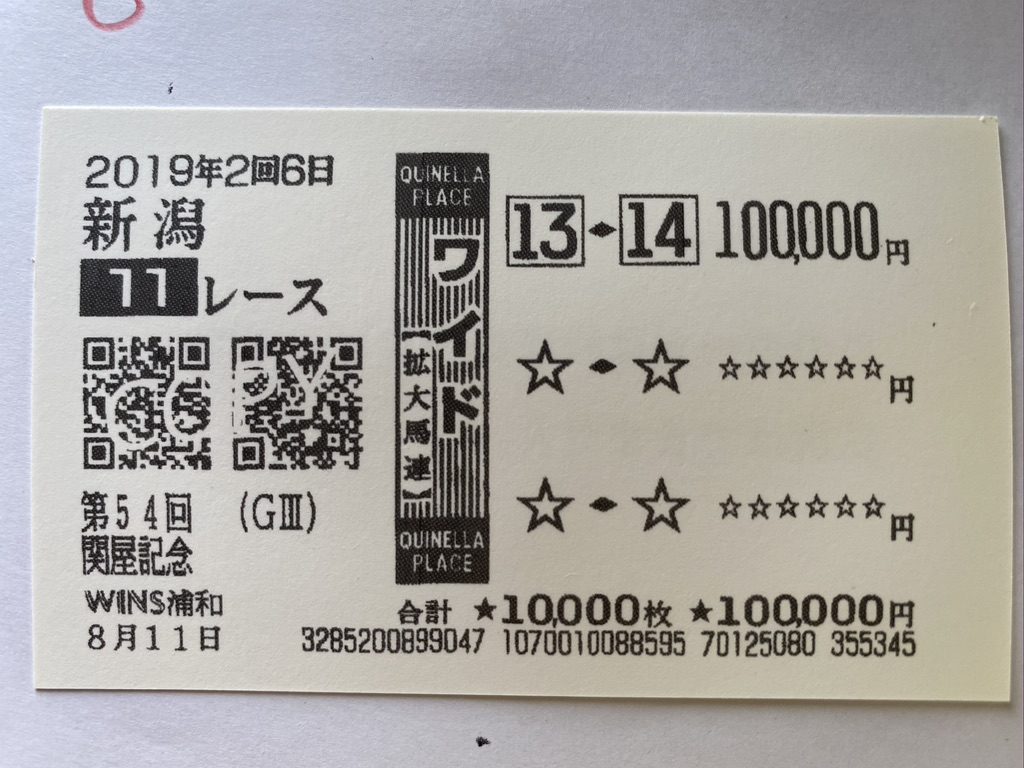 2019年2回6日
新潟
11レース
COPY
第54回 (GⅢ)
関屋記念
WINS浦和
8月11日
QUINELLA
PLACE
ワイド
【拡大馬連】
QUINELLA
PLACE
13 ◆ 14 100,000円
☆ ◆ ☆ ☆☆☆☆☆☆円
☆ ◆ ☆ ☆☆☆☆☆☆円
合計 ★10,000枚 ★100,000円
3285200899047 1070010088595 70125080 355345